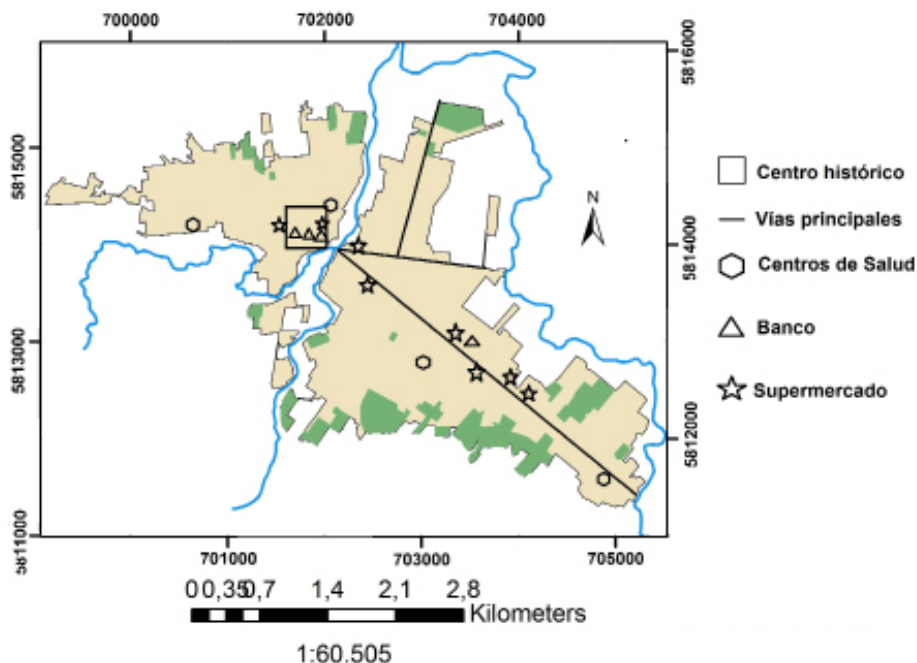 700000 702000 704000
5816000
5815000
5814000
5813000
5812000
5811000
701000 703000 705000
N
Centro histórico
Vías principales
Centros de Salud
Banco
Supermercado
0 0,35 0,7 1,4 2,1 2,8
Kilometers
1:60.505